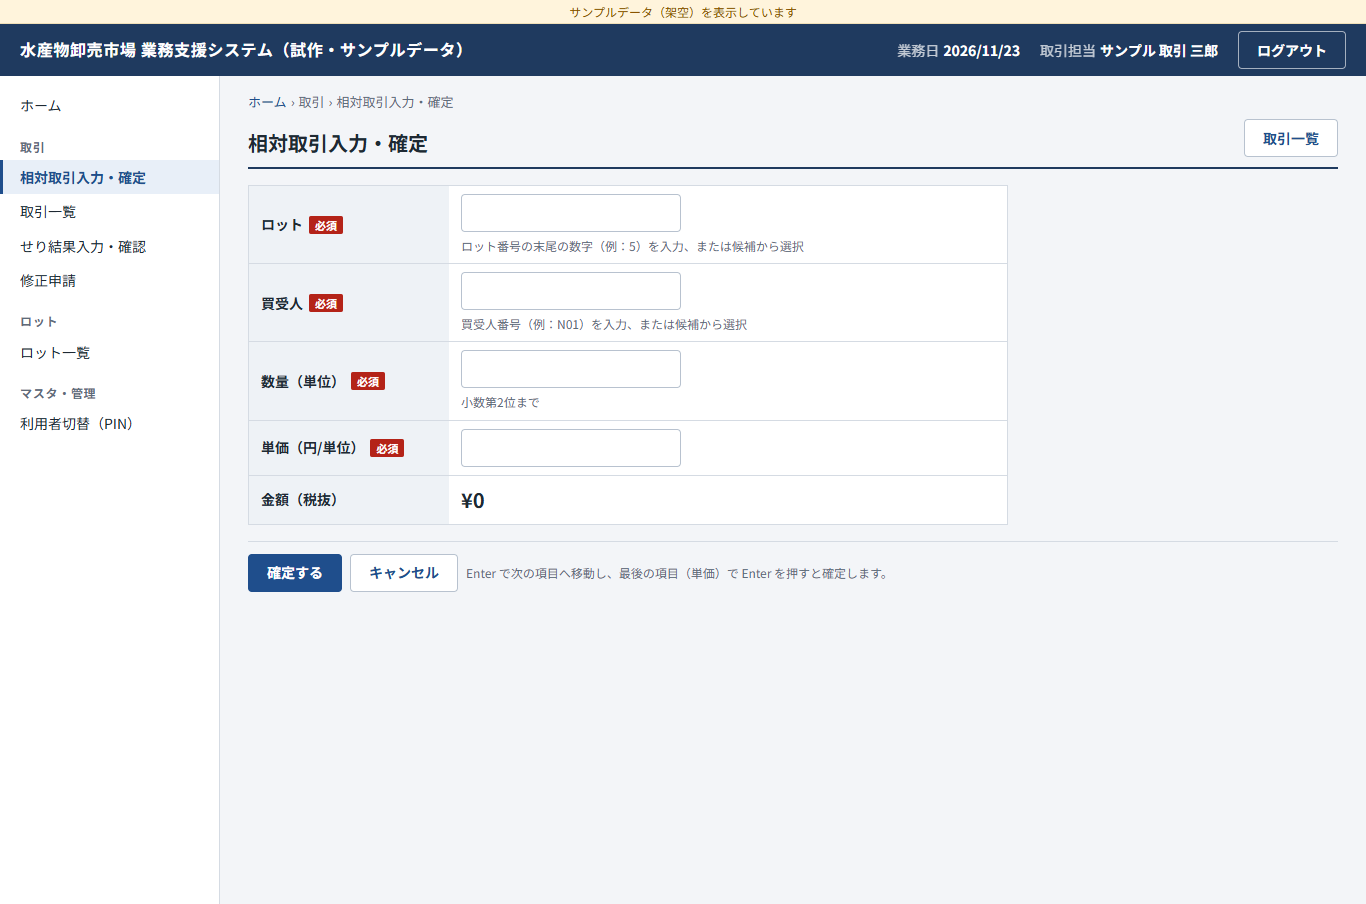 サンプルデータ（架空）を表示しています
水産物卸売市場 業務支援システム（試作・サンプルデータ）
業務日 2026/11/23 取引担当 サンプル 取引 三郎 ログアウト
ホーム
取引
相対取引入力・確定
取引一覧
せり結果入力・確認
修正申請
ロット
ロット一覧
マスタ・管理
利用者切替（PIN）
ホーム › 取引 › 相対取引入力・確定
相対取引入力・確定
取引一覧
ロット 必須
ロット番号の末尾の数字（例：5）を入力、または候補から選択
買受人 必須
買受人番号（例：N01）を入力、または候補から選択
数量（単位） 必須
小数第2位まで
単価（円/単位） 必須
金額（税抜） ¥0
確定する キャンセル Enter で次の項目へ移動し、最後の項目（単価）で Enter を押すと確定します。